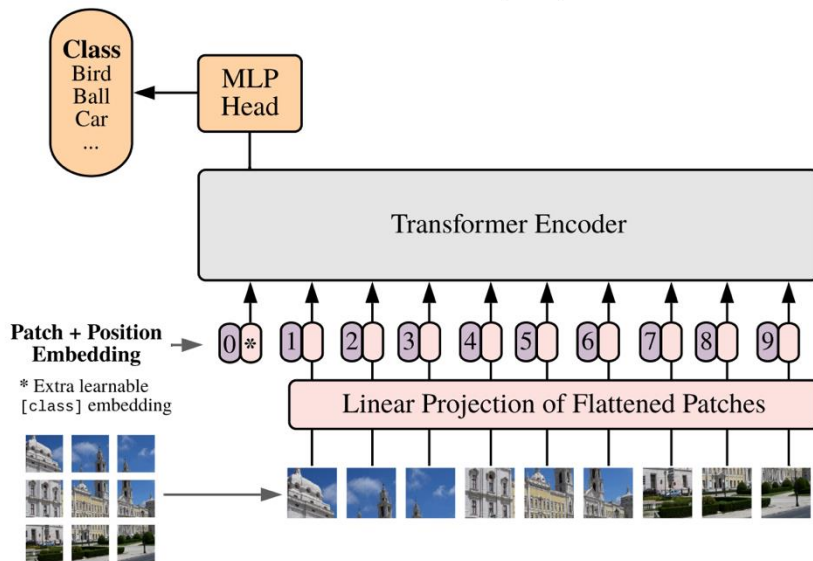 Class
Bird
Ball
Car
...
MLP
Head
Transformer Encoder
Patch + Position
Embedding
0 * 1 2 3 4 5 6 7 8 9
* Extra learnable
[class] embedding
Linear Projection of Flattened Patches